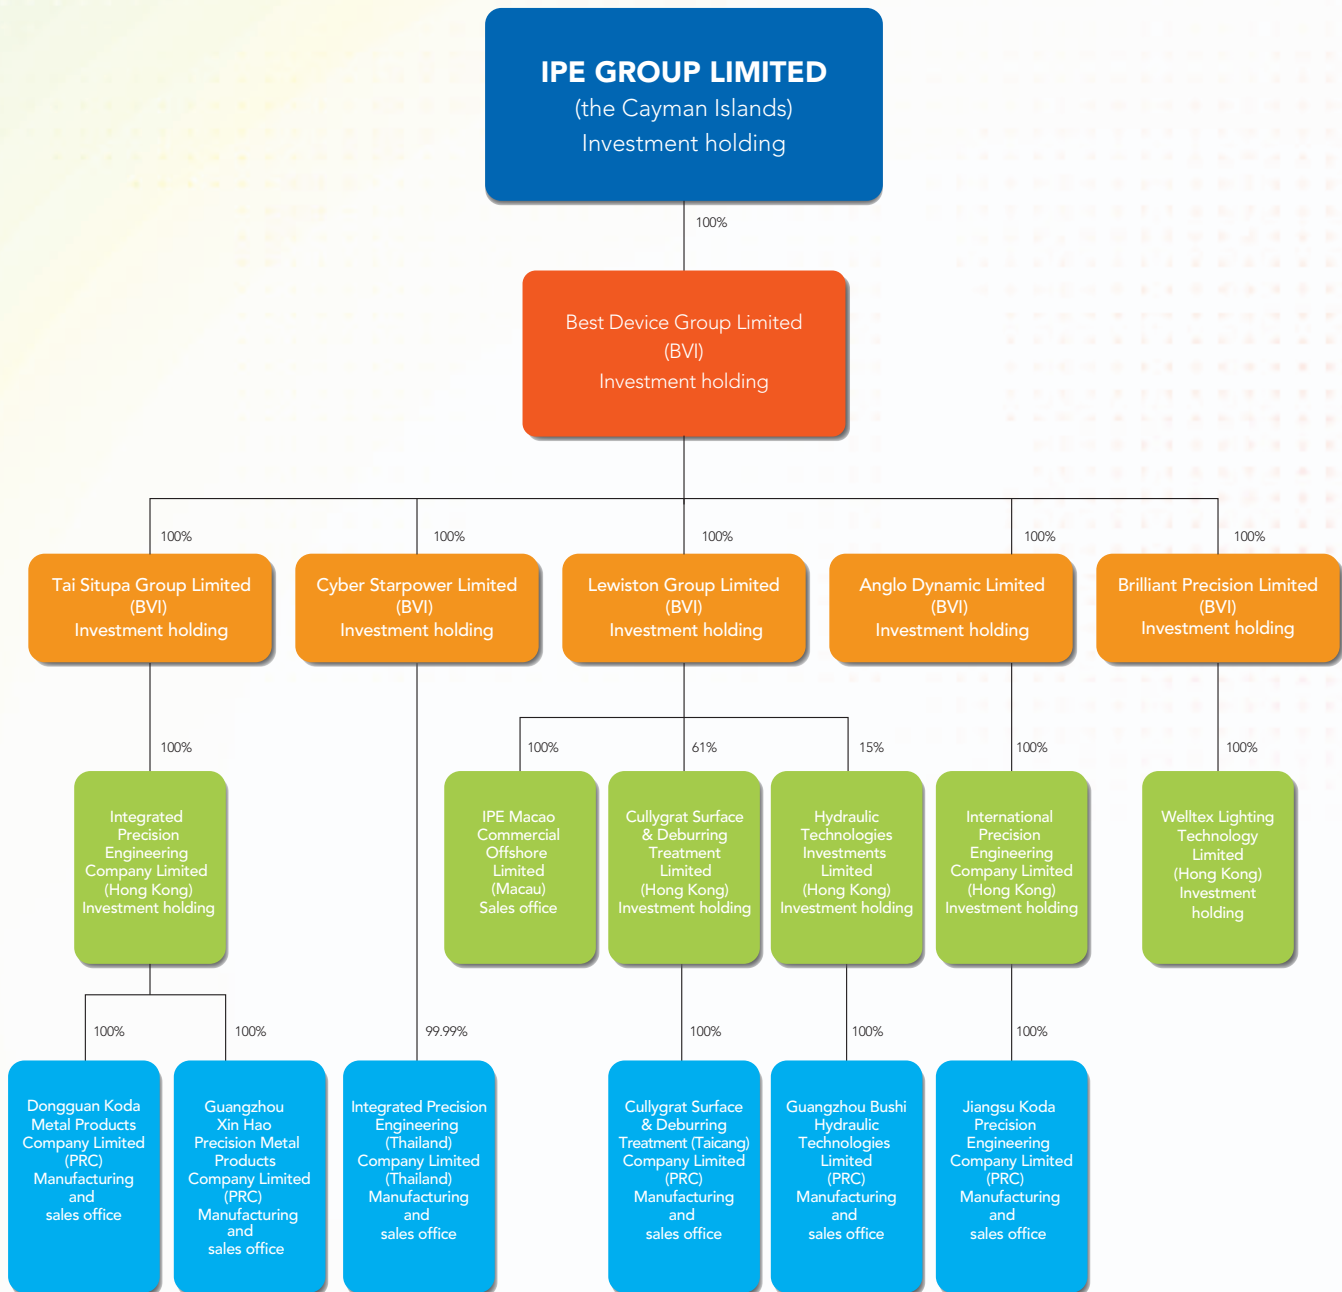 IPE GROUP LIMITED
(the Cayman Islands)
Investment holding
100%
Best Device Group Limited
(BVI)
Investment holding
100%
100%
100%
100%
100%
Tai Situpa Group Limited
(BVI)
Investment holding
Cyber Starpower Limited
(BVI)
Investment holding
Lewiston Group Limited
(BVI)
Investment holding
Anglo Dynamic Limited
(BVI)
Investment holding
Brilliant Precision Limited
(BVI)
Investment holding
100%
100%
61%
15%
100%
100%
Integrated
Precision
Engineering
Company Limited
(Hong Kong)
Investment holding
IPE Macao
Commercial
Offshore
Limited
(Macau)
Sales office
Cullygrat Surface
& Deburring
Treatment
Limited
(Hong Kong)
Investment holding
Hydraulic
Technologies
Investments
Limited
(Hong Kong)
Investment holding
International
Precision
Engineering
Company Limited
(Hong Kong)
Investment holding
Welltex Lighting
Technology
Limited
(Hong Kong)
Investment
holding
100%
100%
99.99%
100%
100%
100%
Dongguan Koda
Metal Products
Company Limited
(PRC)
Manufacturing
and
sales office
Guangzhou
Xin Hao
Precision Metal
Products
Company Limited
(PRC)
Manufacturing
and
sales office
Integrated Precision
Engineering
(Thailand)
Company Limited
(Thailand)
Manufacturing
and
sales office
Cullygrat Surface
& Deburring
Treatment (Taicang)
Company Limited
(PRC)
Manufacturing
and
sales office
Guangzhou Bushi
Hydraulic
Technologies
Limited
(PRC)
Manufacturing
and
sales office
Jiangsu Koda
Precision
Engineering
Company Limited
(PRC)
Manufacturing
and
sales office